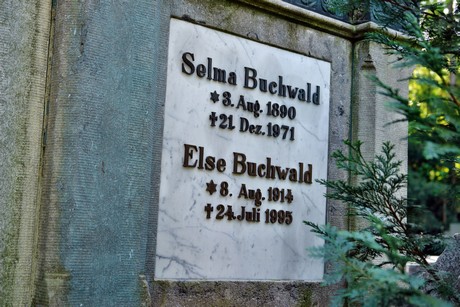 Selma Buchwald
* 3. Aug. 1890
✝ 21. Dez. 1971
Else Buchwald
* 8. Aug. 1914
✝ 24. Juli 1995